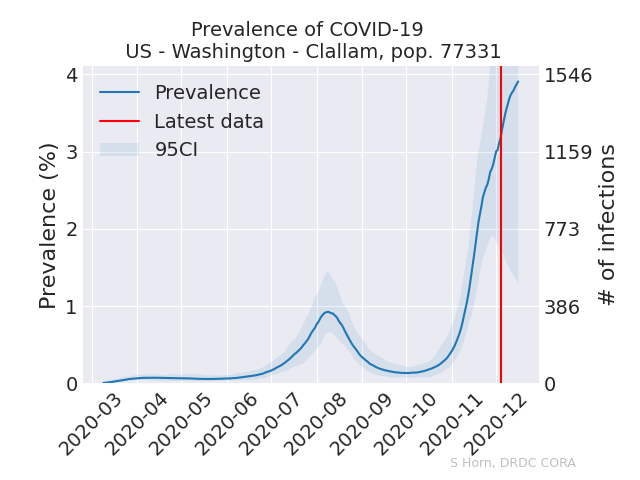 Prevalence of COVID-19
US - Washington - Clallam, pop. 77331
Prevalence
Latest data
95CI
Prevalence (%)
4
3
2
1
0
1546
1159
773
386
0
# of infections
2020-03
2020-04
2020-05
2020-06
2020-07
2020-08
2020-09
2020-10
2020-11
2020-12
S Horn, DRDC CORA